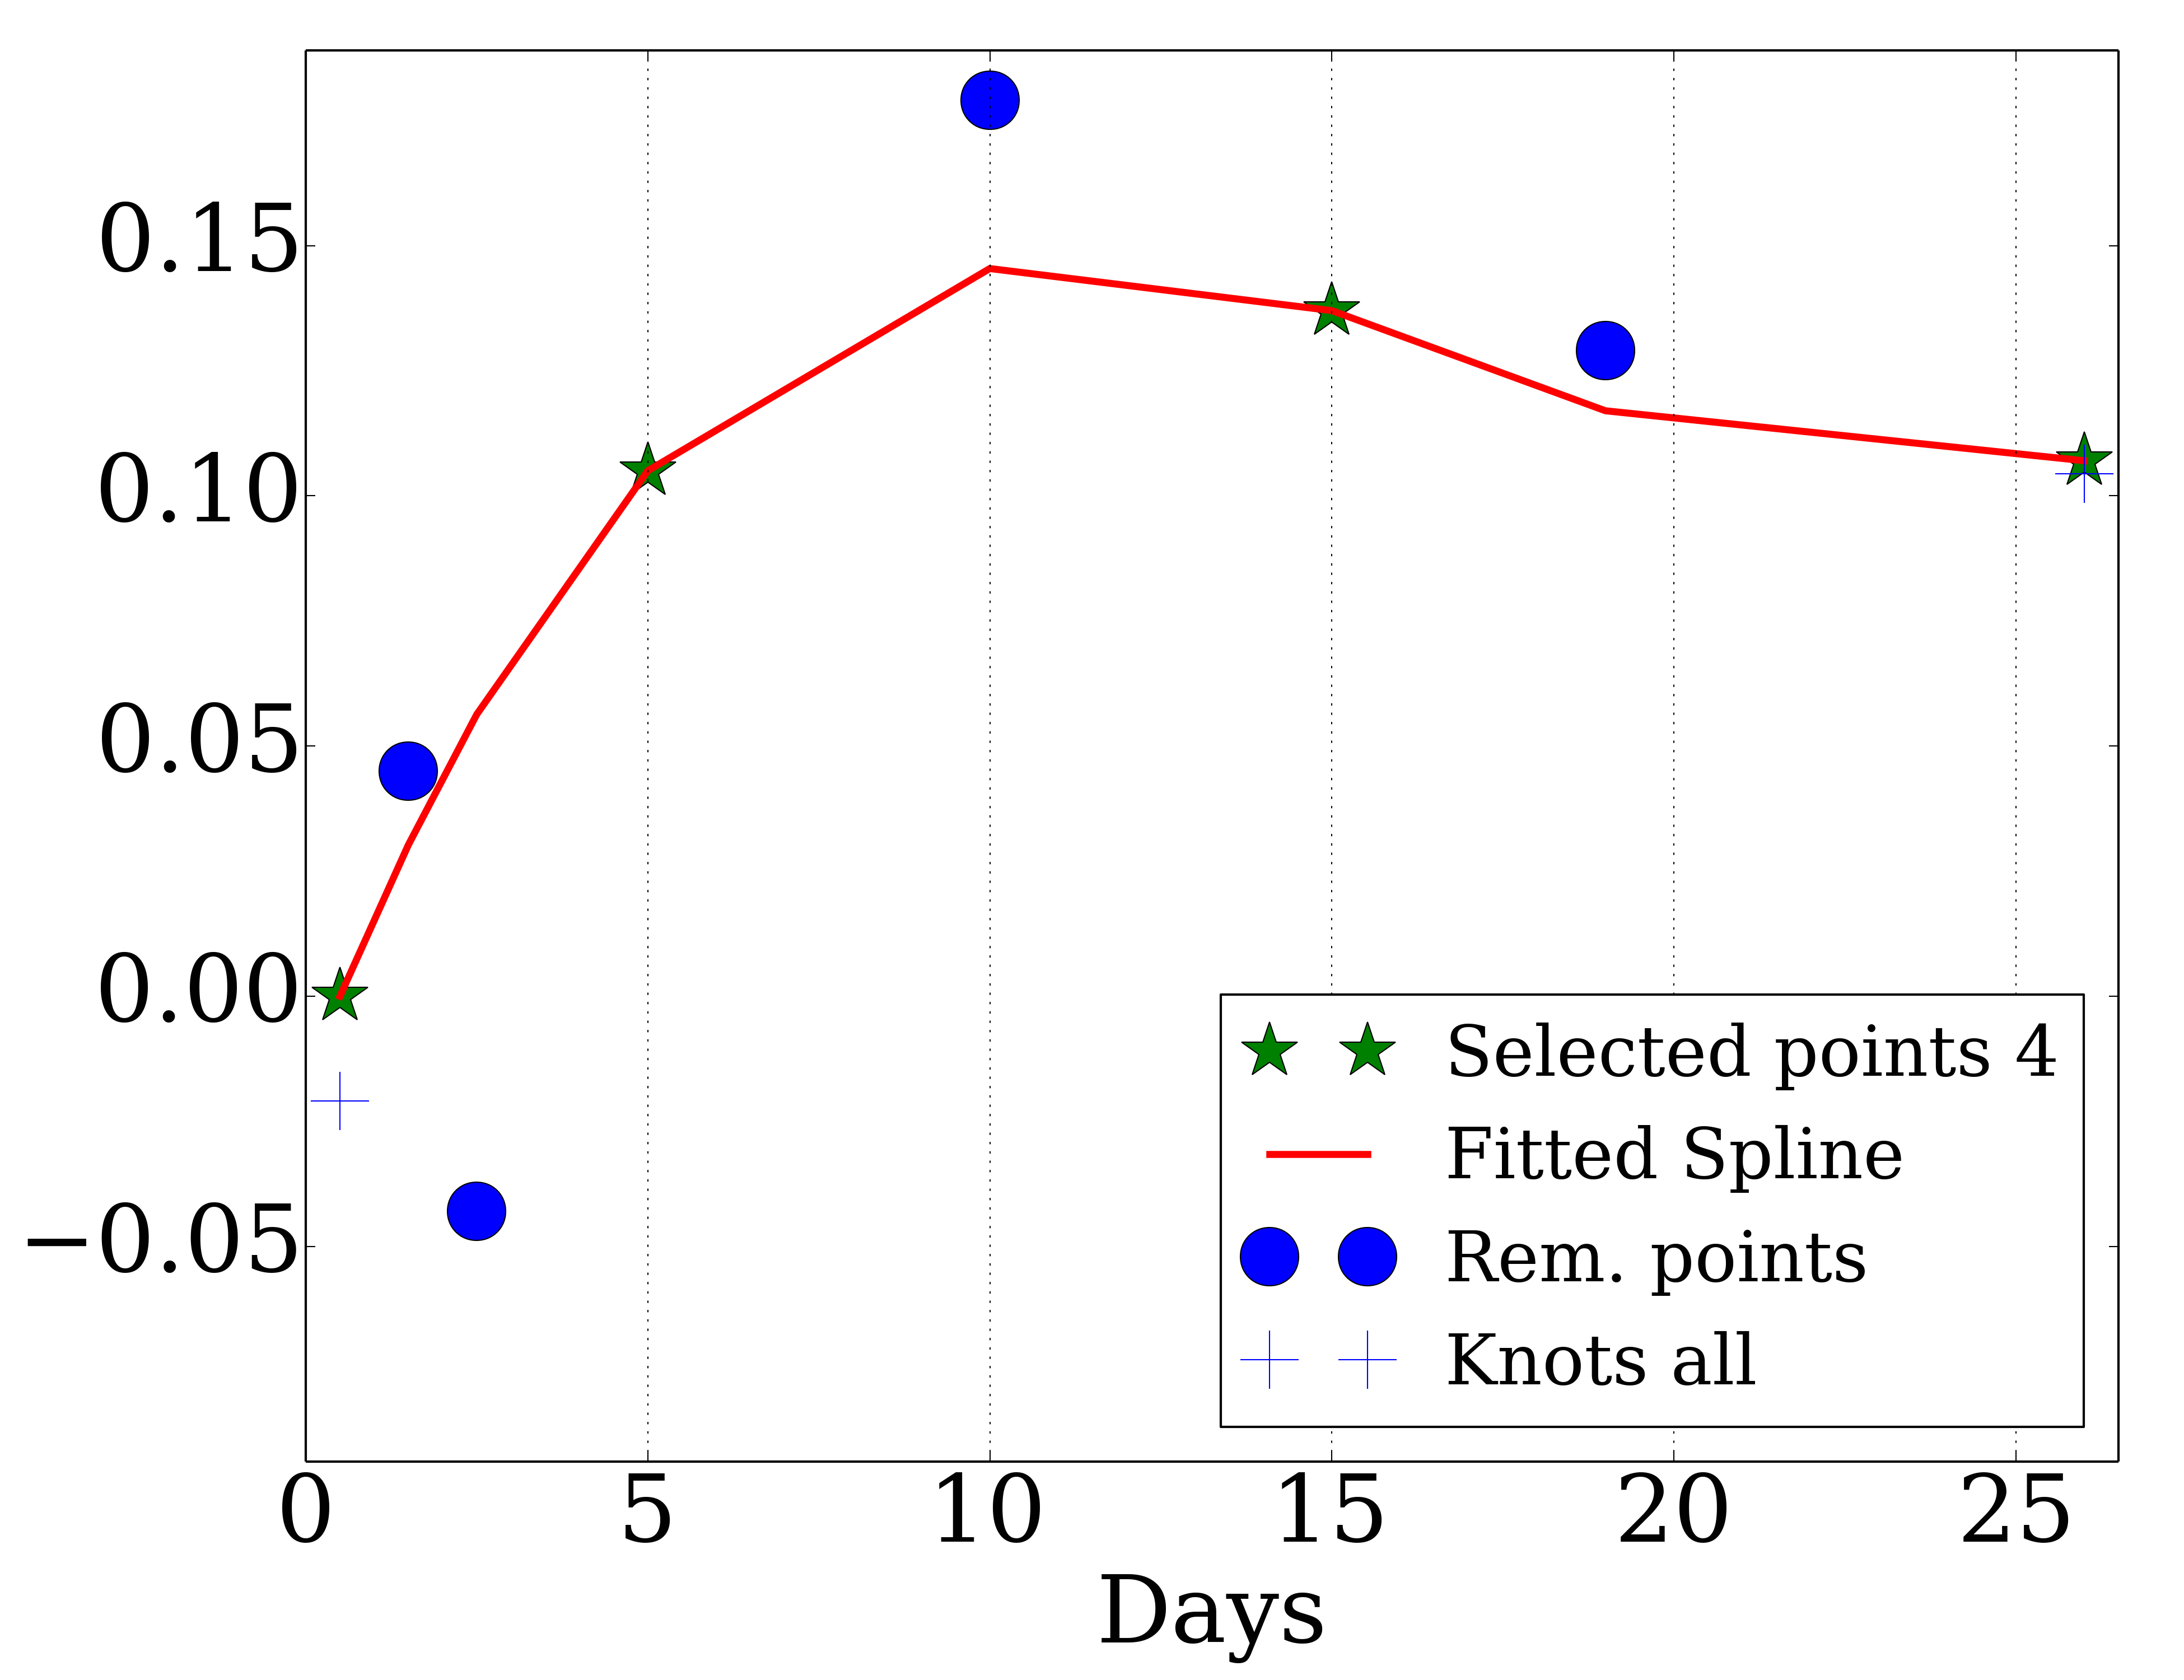 0.15
0.10
0.05
0.00
−0.05
0 5 10 15 20 25
Days
Selected points 4
Fitted Spline
Rem. points
Knots all